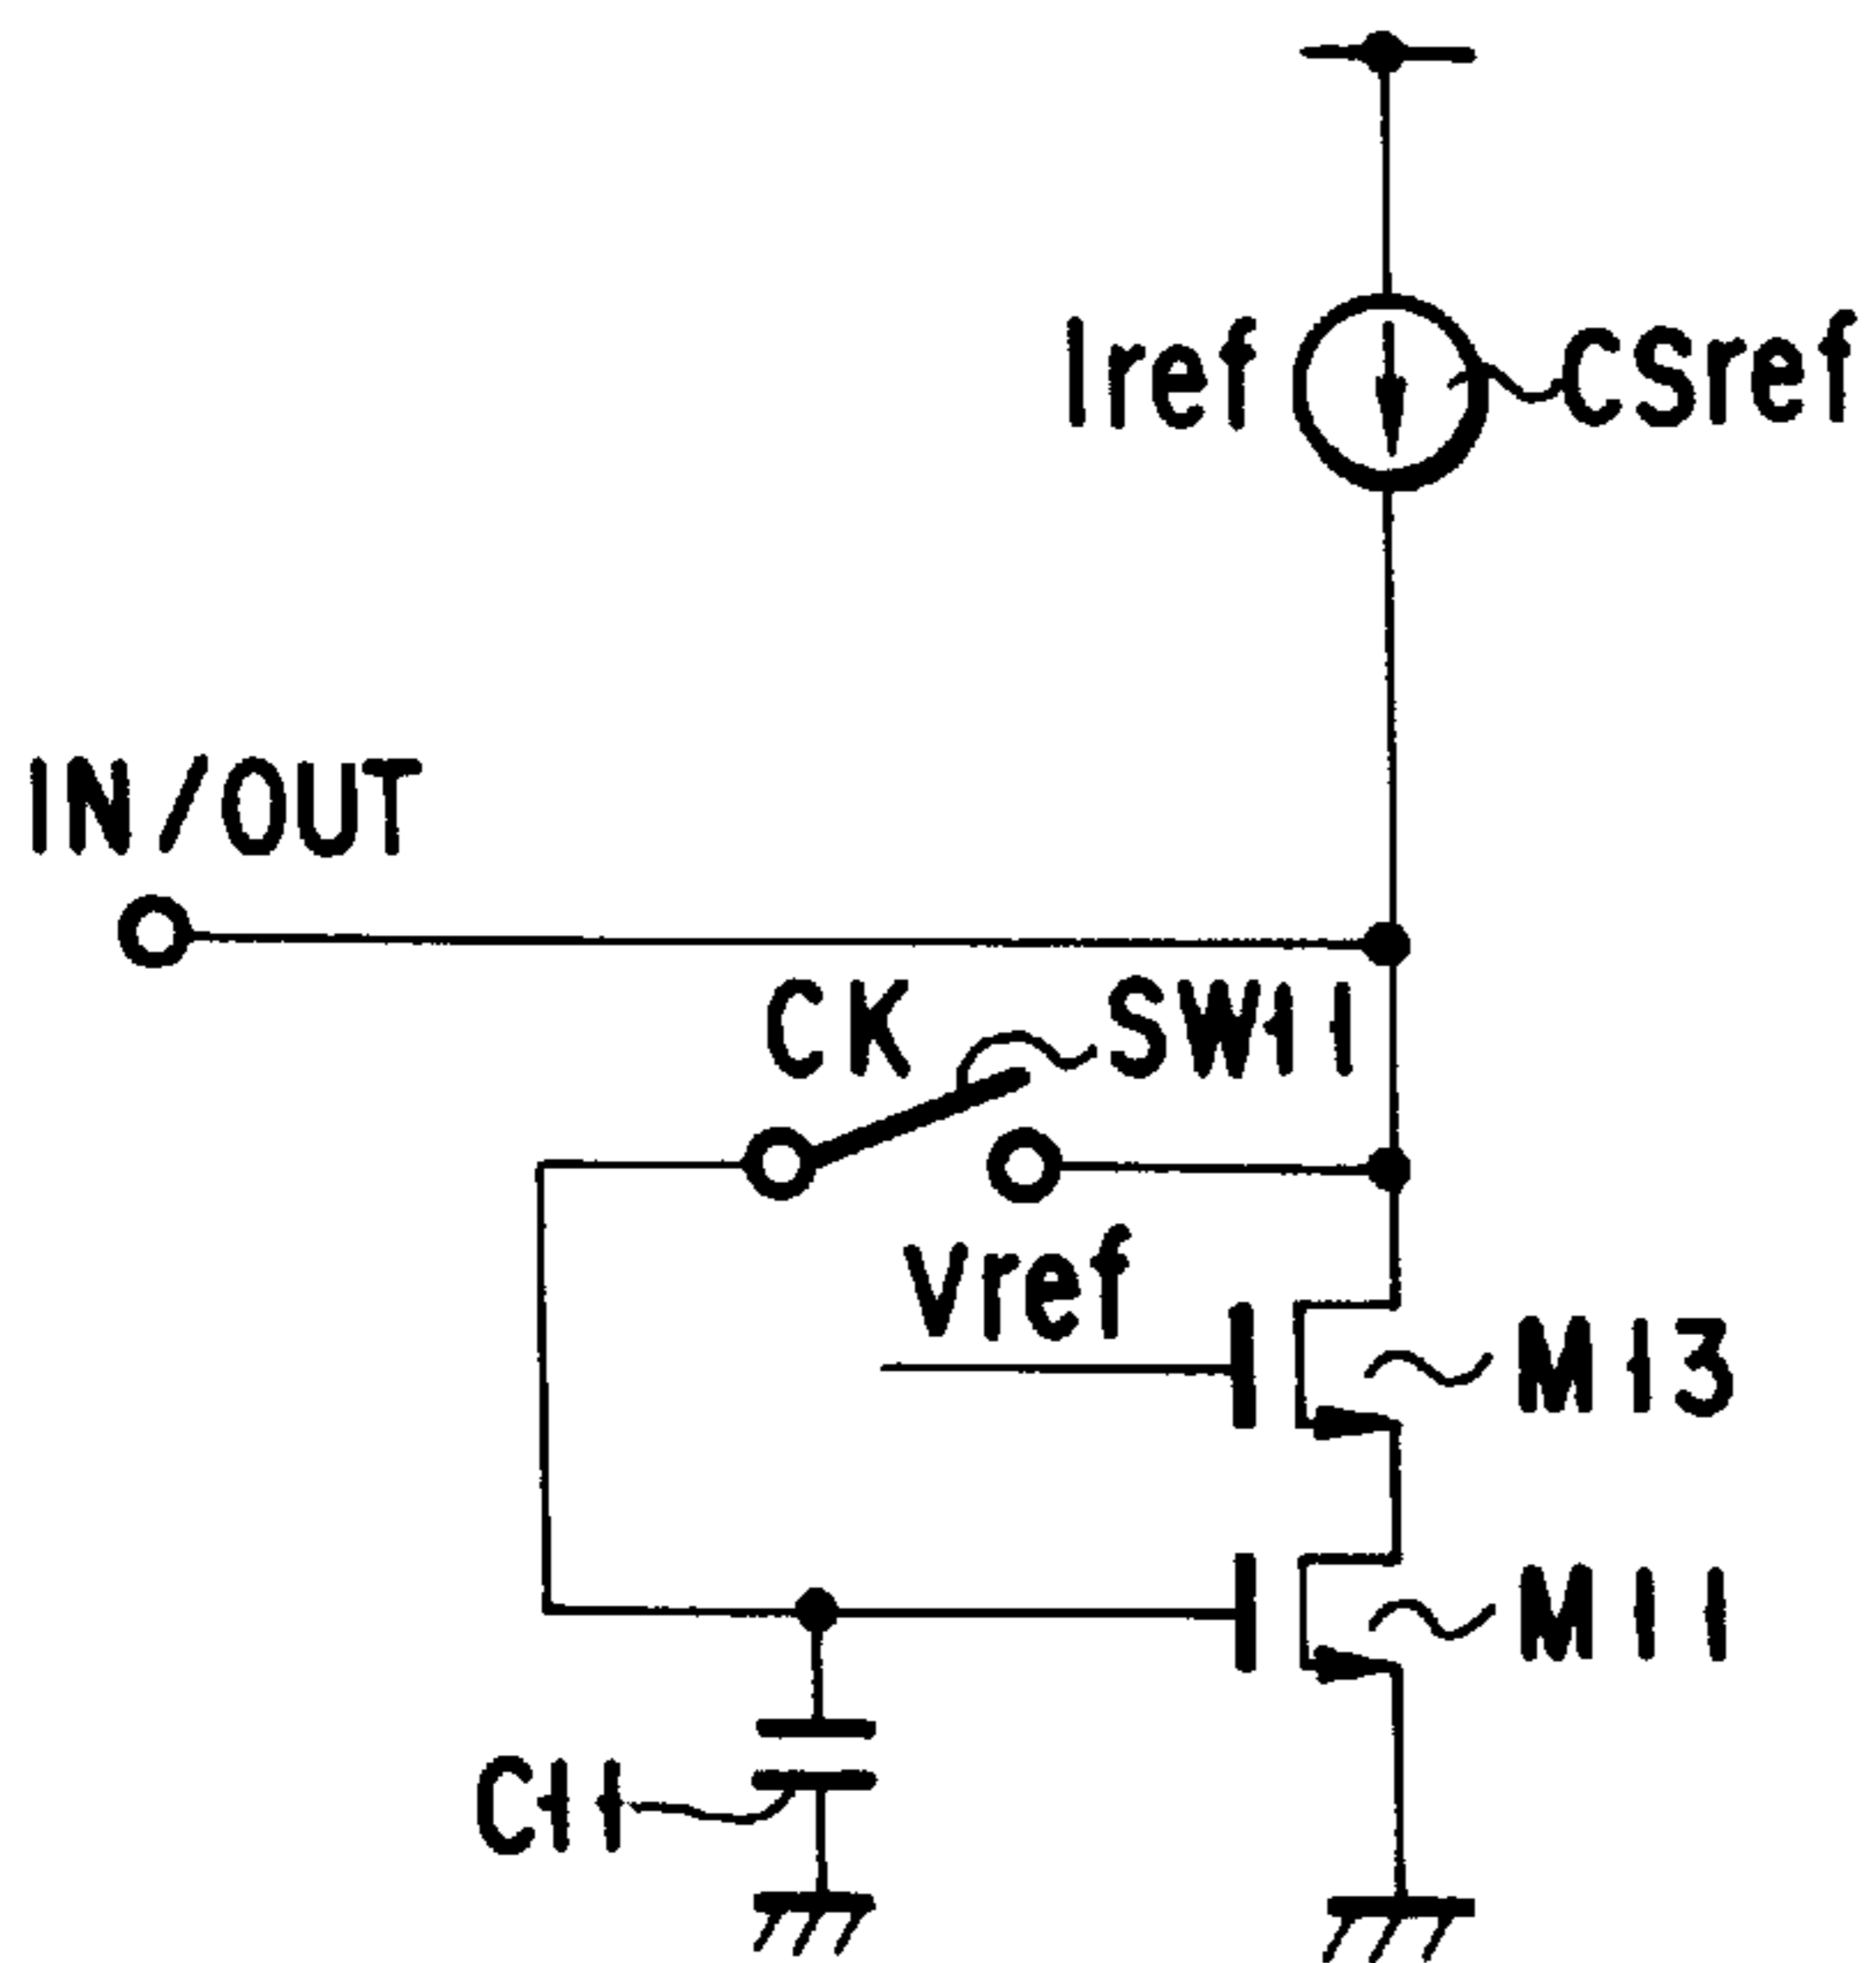 Iref
CSref
IN/OUT
CK
SW11
vref
M13
M11
C11